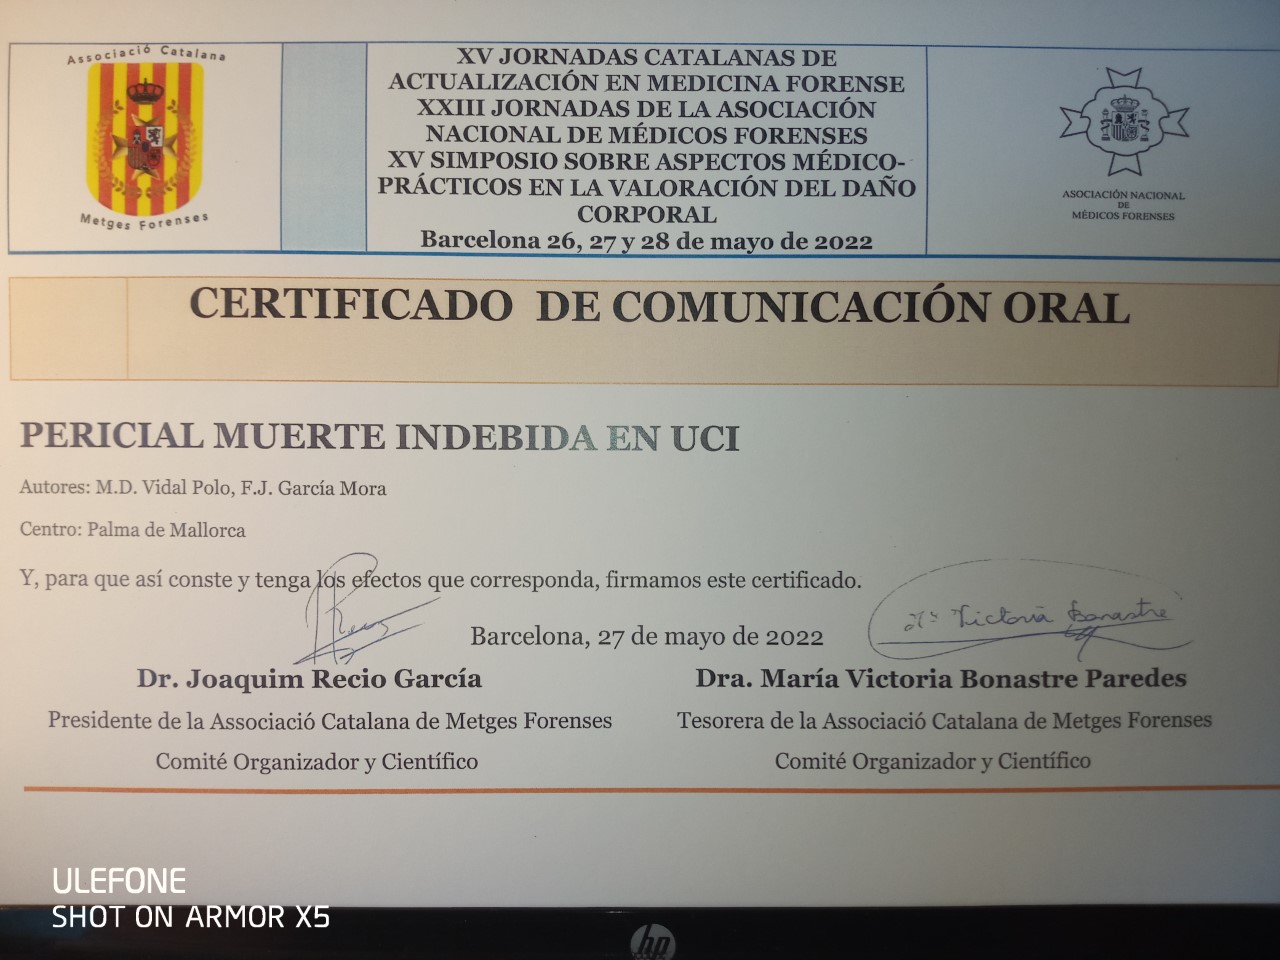 Associació Catalana
Metges Forenses
XV JORNADAS CATALANAS DE
ACTUALIZACIÓN EN MEDICINA FORENSE
XXIII JORNADAS DE LA ASOCIACIÓN
NACIONAL DE MÉDICOS FORENSES
XV SIMPOSIO SOBRE ASPECTOS MÉDICO-
PRÁCTICOS EN LA VALORACIÓN DEL DAÑO
CORPORAL
Barcelona 26, 27 y 28 de mayo de 2022
ASOCIACIÓN NACIONAL
DE
MÉDICOS FORENSES
CERTIFICADO DE COMUNICACIÓN ORAL
PERICIAL MUERTE INDEBIDA EN UCI
Autores: M.D. Vidal Polo, F.J. García Mora
Centro: Palma de Mallorca
Y, para que así conste y tenga los efectos que corresponda, firmamos este certificado.
Mª Victoria Bonastre
Barcelona, 27 de mayo de 2022
Dr. Joaquim Recio García
Dra. María Victoria Bonastre Paredes
Presidente de la Associació Catalana de Metges Forenses
Tesorera de la Associació Catalana de Metges Forenses
Comité Organizador y Científico
Comité Organizador y Científico
ULEFONE
SHOT ON ARMOR X5
hp